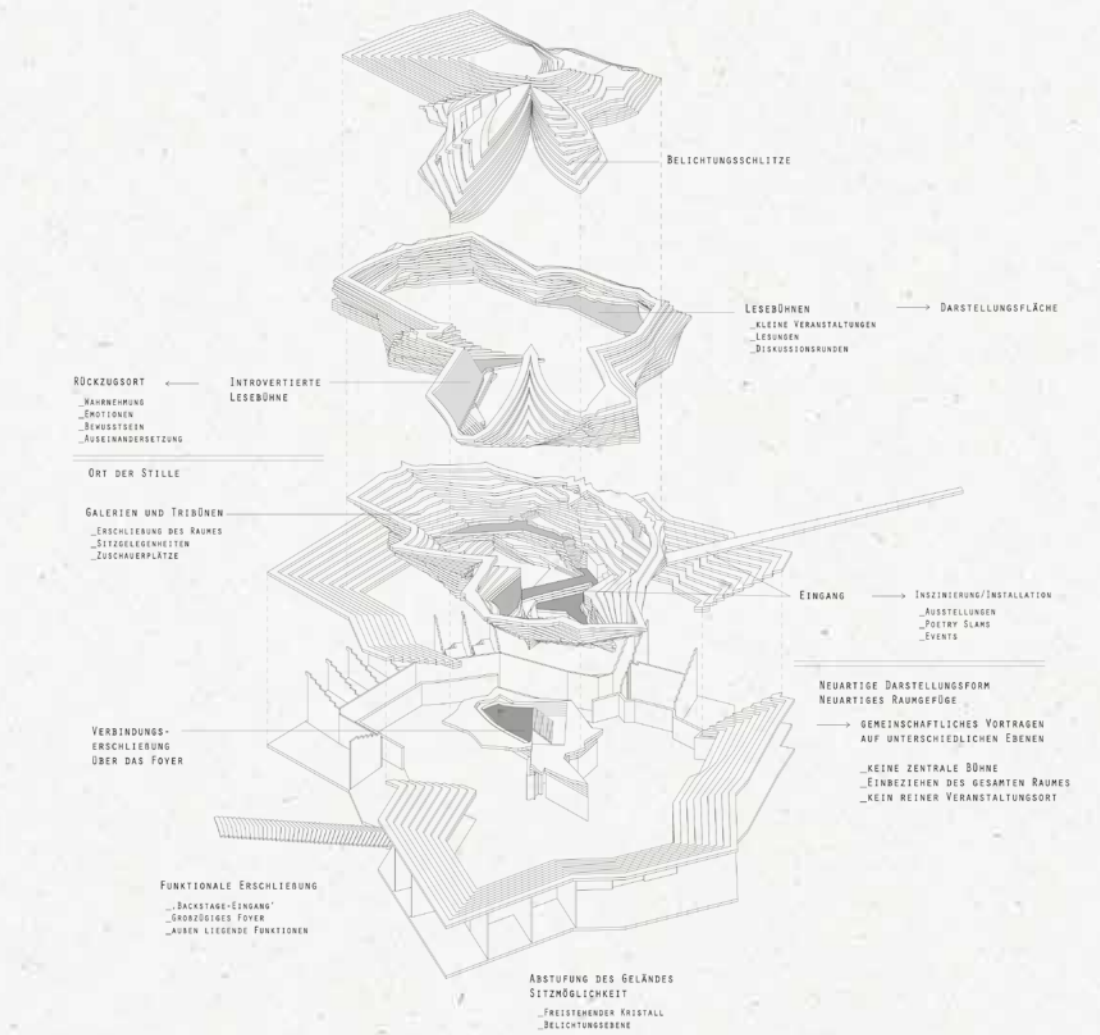 BELICHTUNGSSCHLITZE
LESEBÜHNEN → DARSTELLUNGSFLÄCHE
_KLEINE VERANSTALTUNGEN
_LESUNGEN
_DISKUSSIONSRUNDEN
RÜCKZUGSORT ← INTROVERTIERTE
LESEBÜHNE
_WAHRNEHMUNG
_EMOTIONEN
_BEWUSSTSEIN
_AUSEINANDERSETZUNG
ORT DER STILLE
GALERIEN UND TRIBÜNEN
_ERSCHLIEßUNG DES RAUMES
_SITZGELEGENHEITEN
_ZUSCHAUERPLÄTZE
EINGANG → INSZINIERUNG/INSTALLATION
_AUSSTELLUNGEN
_POETRY SLAMS
_EVENTS
NEUARTIGE DARSTELLUNGSFORM
NEUARTIGES RAUMGEFÜGE
→ GEMEINSCHAFTLICHES VORTRAGEN
AUF UNTERSCHIEDLICHEN EBENEN
_KEINE ZENTRALE BÜHNE
_EINBEZIEHEN DES GESAMTEN RAUMES
_KEIN REINER VERANSTALTUNGSORT
VERBINDUNGS-
ERSCHLIEßUNG
ÜBER DAS FOYER
FUNKTIONALE ERSCHLIEßUNG
_‚BACKSTAGE-EINGANG'
_GROßZÜGIGES FOYER
_AUßEN LIEGENDE FUNKTIONEN
ABSTUFUNG DES GELÄNDES
SITZMÖGLICHKEIT
_FREISTEHENDER KRISTALL
_BELICHTUNGSEBENE